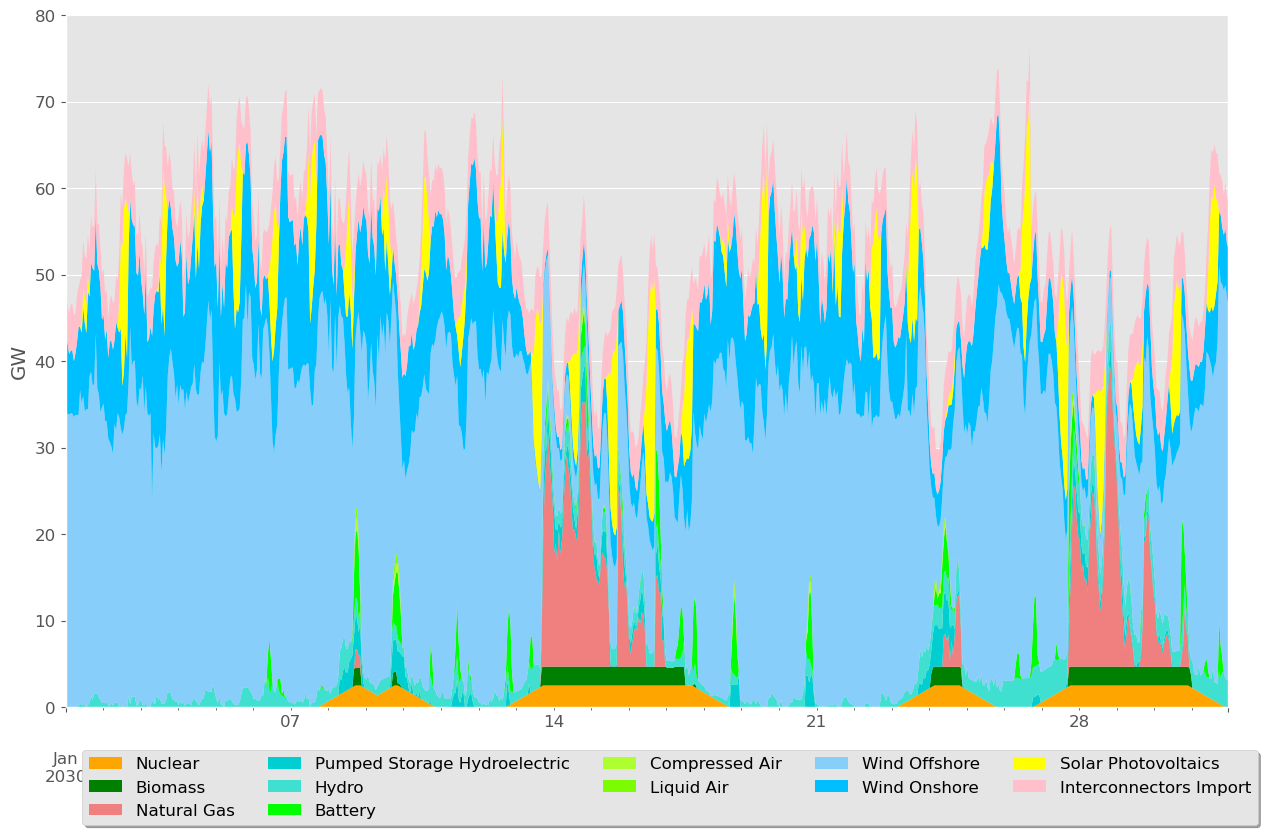 80
70
60
50
40
30
20
10
0
GW
07
14
21
28
Jan
2030
Nuclear
Biomass
Natural Gas
Pumped Storage Hydroelectric
Hydro
Battery
Compressed Air
Liquid Air
Wind Offshore
Wind Onshore
Solar Photovoltaics
Interconnectors Import